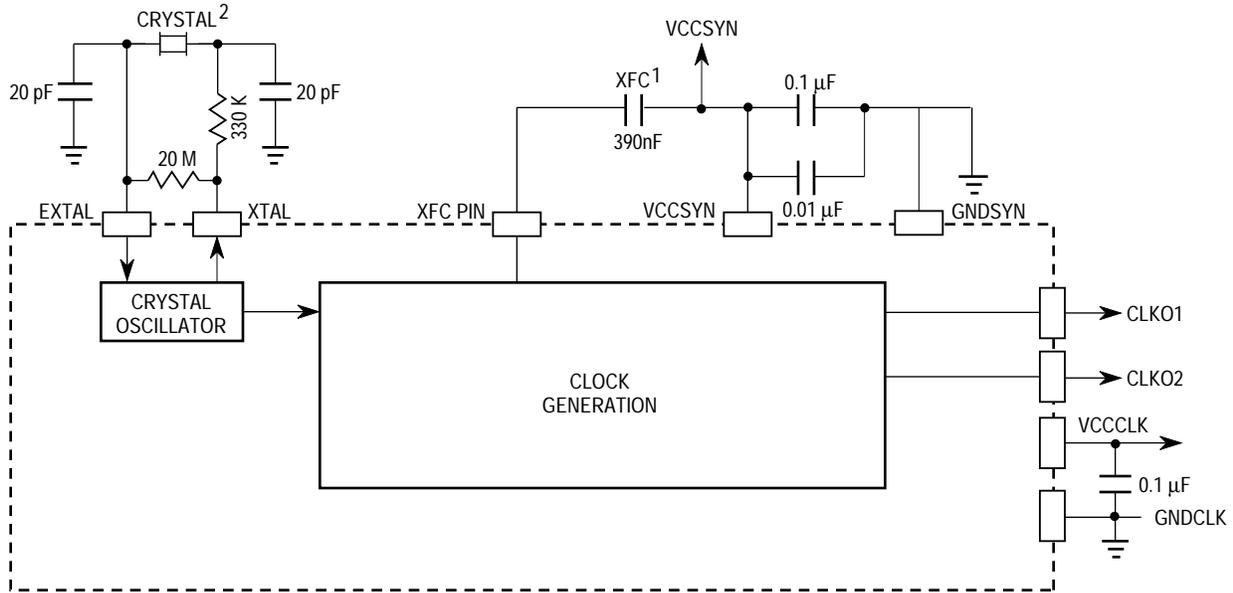 CRYSTAL2
VCCSYN
XFC1
0.1 μF
20 pF
20 pF
330 K
390nF
20 M
EXTAL
XTAL
XFC PIN
VCCSYN
0.01 μF
GNDSYN
CRYSTAL
OSCILLATOR
CLKO1
CLOCK
GENERATION
CLKO2
VCCCLK
0.1 μF
GNDCLK